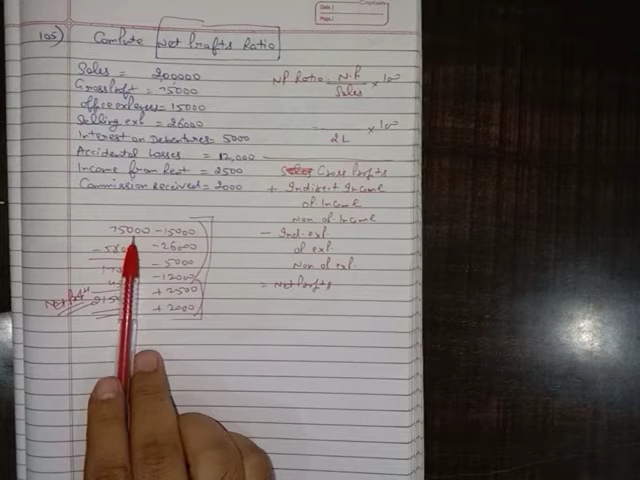 105) Compute Net Profits Ratio
Sales = 200000
Gross Profit = 75000
office expenses = 15000
Selling exp = 26000
Interest on Debentures = 5000
Accidental Losses = 12,000
Income from Rent = 2500
Commission received = 2000
NP Ratio = N.P / Sales × 100
2L × 100
Gross Profits
+ Indirect Income
op Income
Non op Income
- Ind. exp.
op exp.
Non op exp.
= Net Profits
75000 - 15000
- 26000
- 5000
- 12000
+ 2500
+ 2000
Date:
Page: